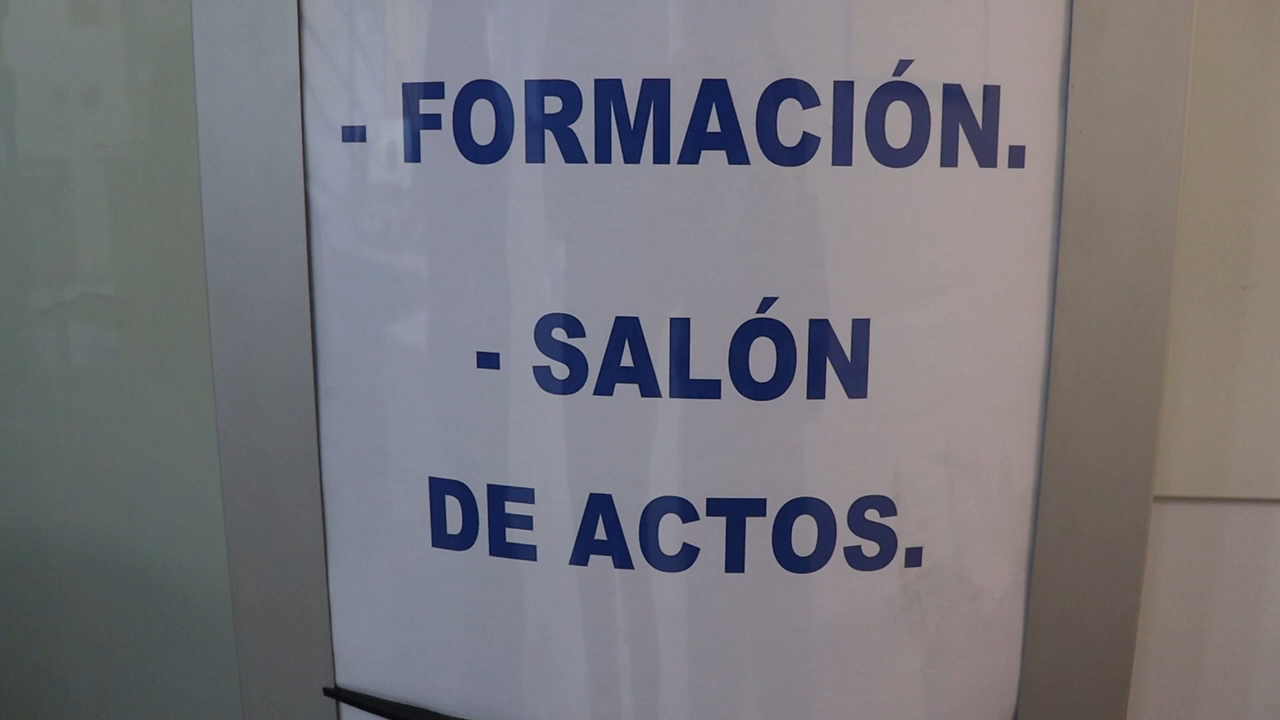 - FORMACIÓN.
- SALÓN
DE ACTOS.